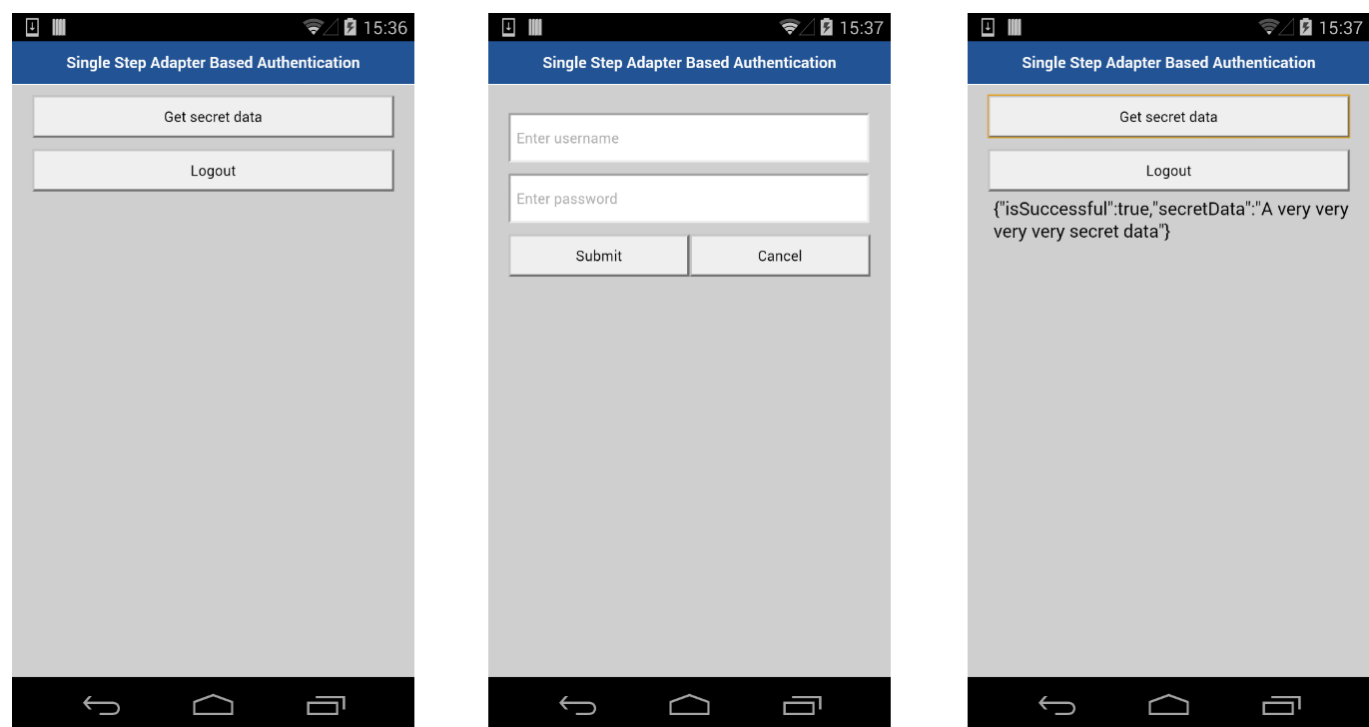 15:36
Single Step Adapter Based Authentication
Get secret data
Logout
15:37
Single Step Adapter Based Authentication
Enter username
Enter password
Submit
Cancel
15:37
Single Step Adapter Based Authentication
Get secret data
Logout
{"isSuccessful":true,"secretData":"A very very
very very secret data"}